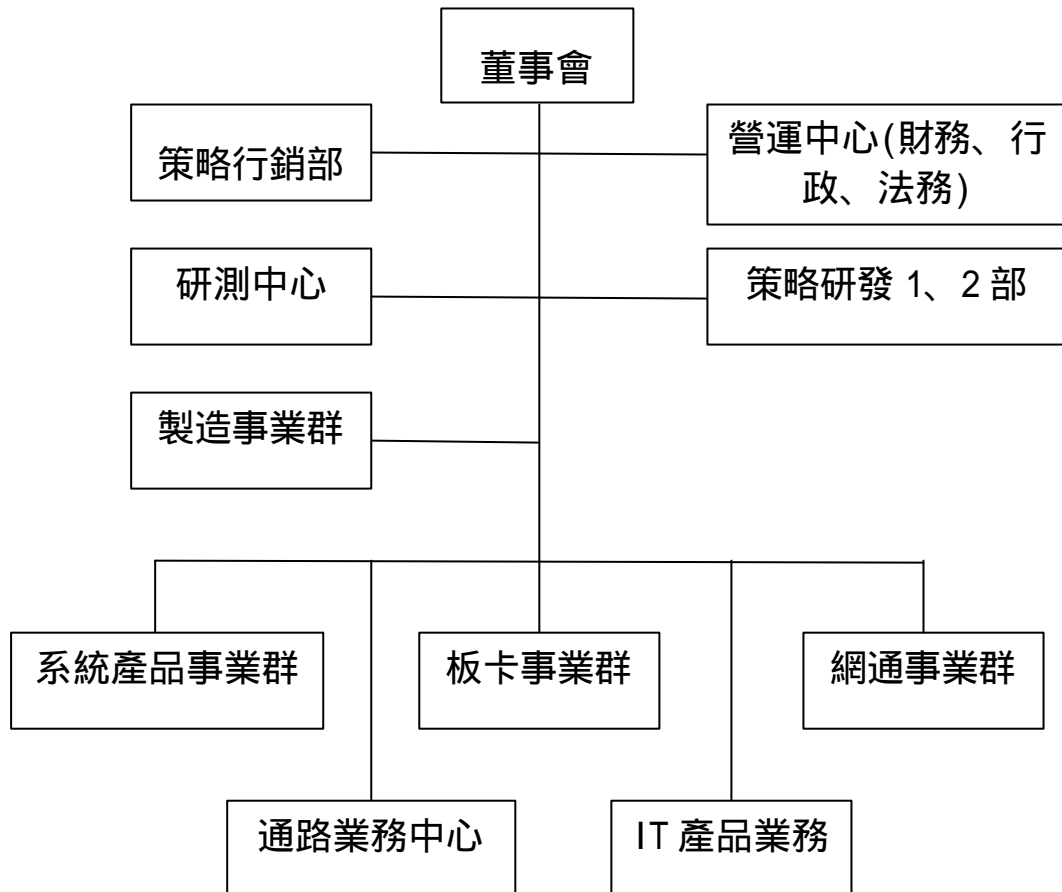 董事會
策略行銷部
營運中心(財務、行
政、法務)
研測中心
策略研發 1、2 部
製造事業群
系統產品事業群
板卡事業群
網通事業群
通路業務中心
IT 產品業務